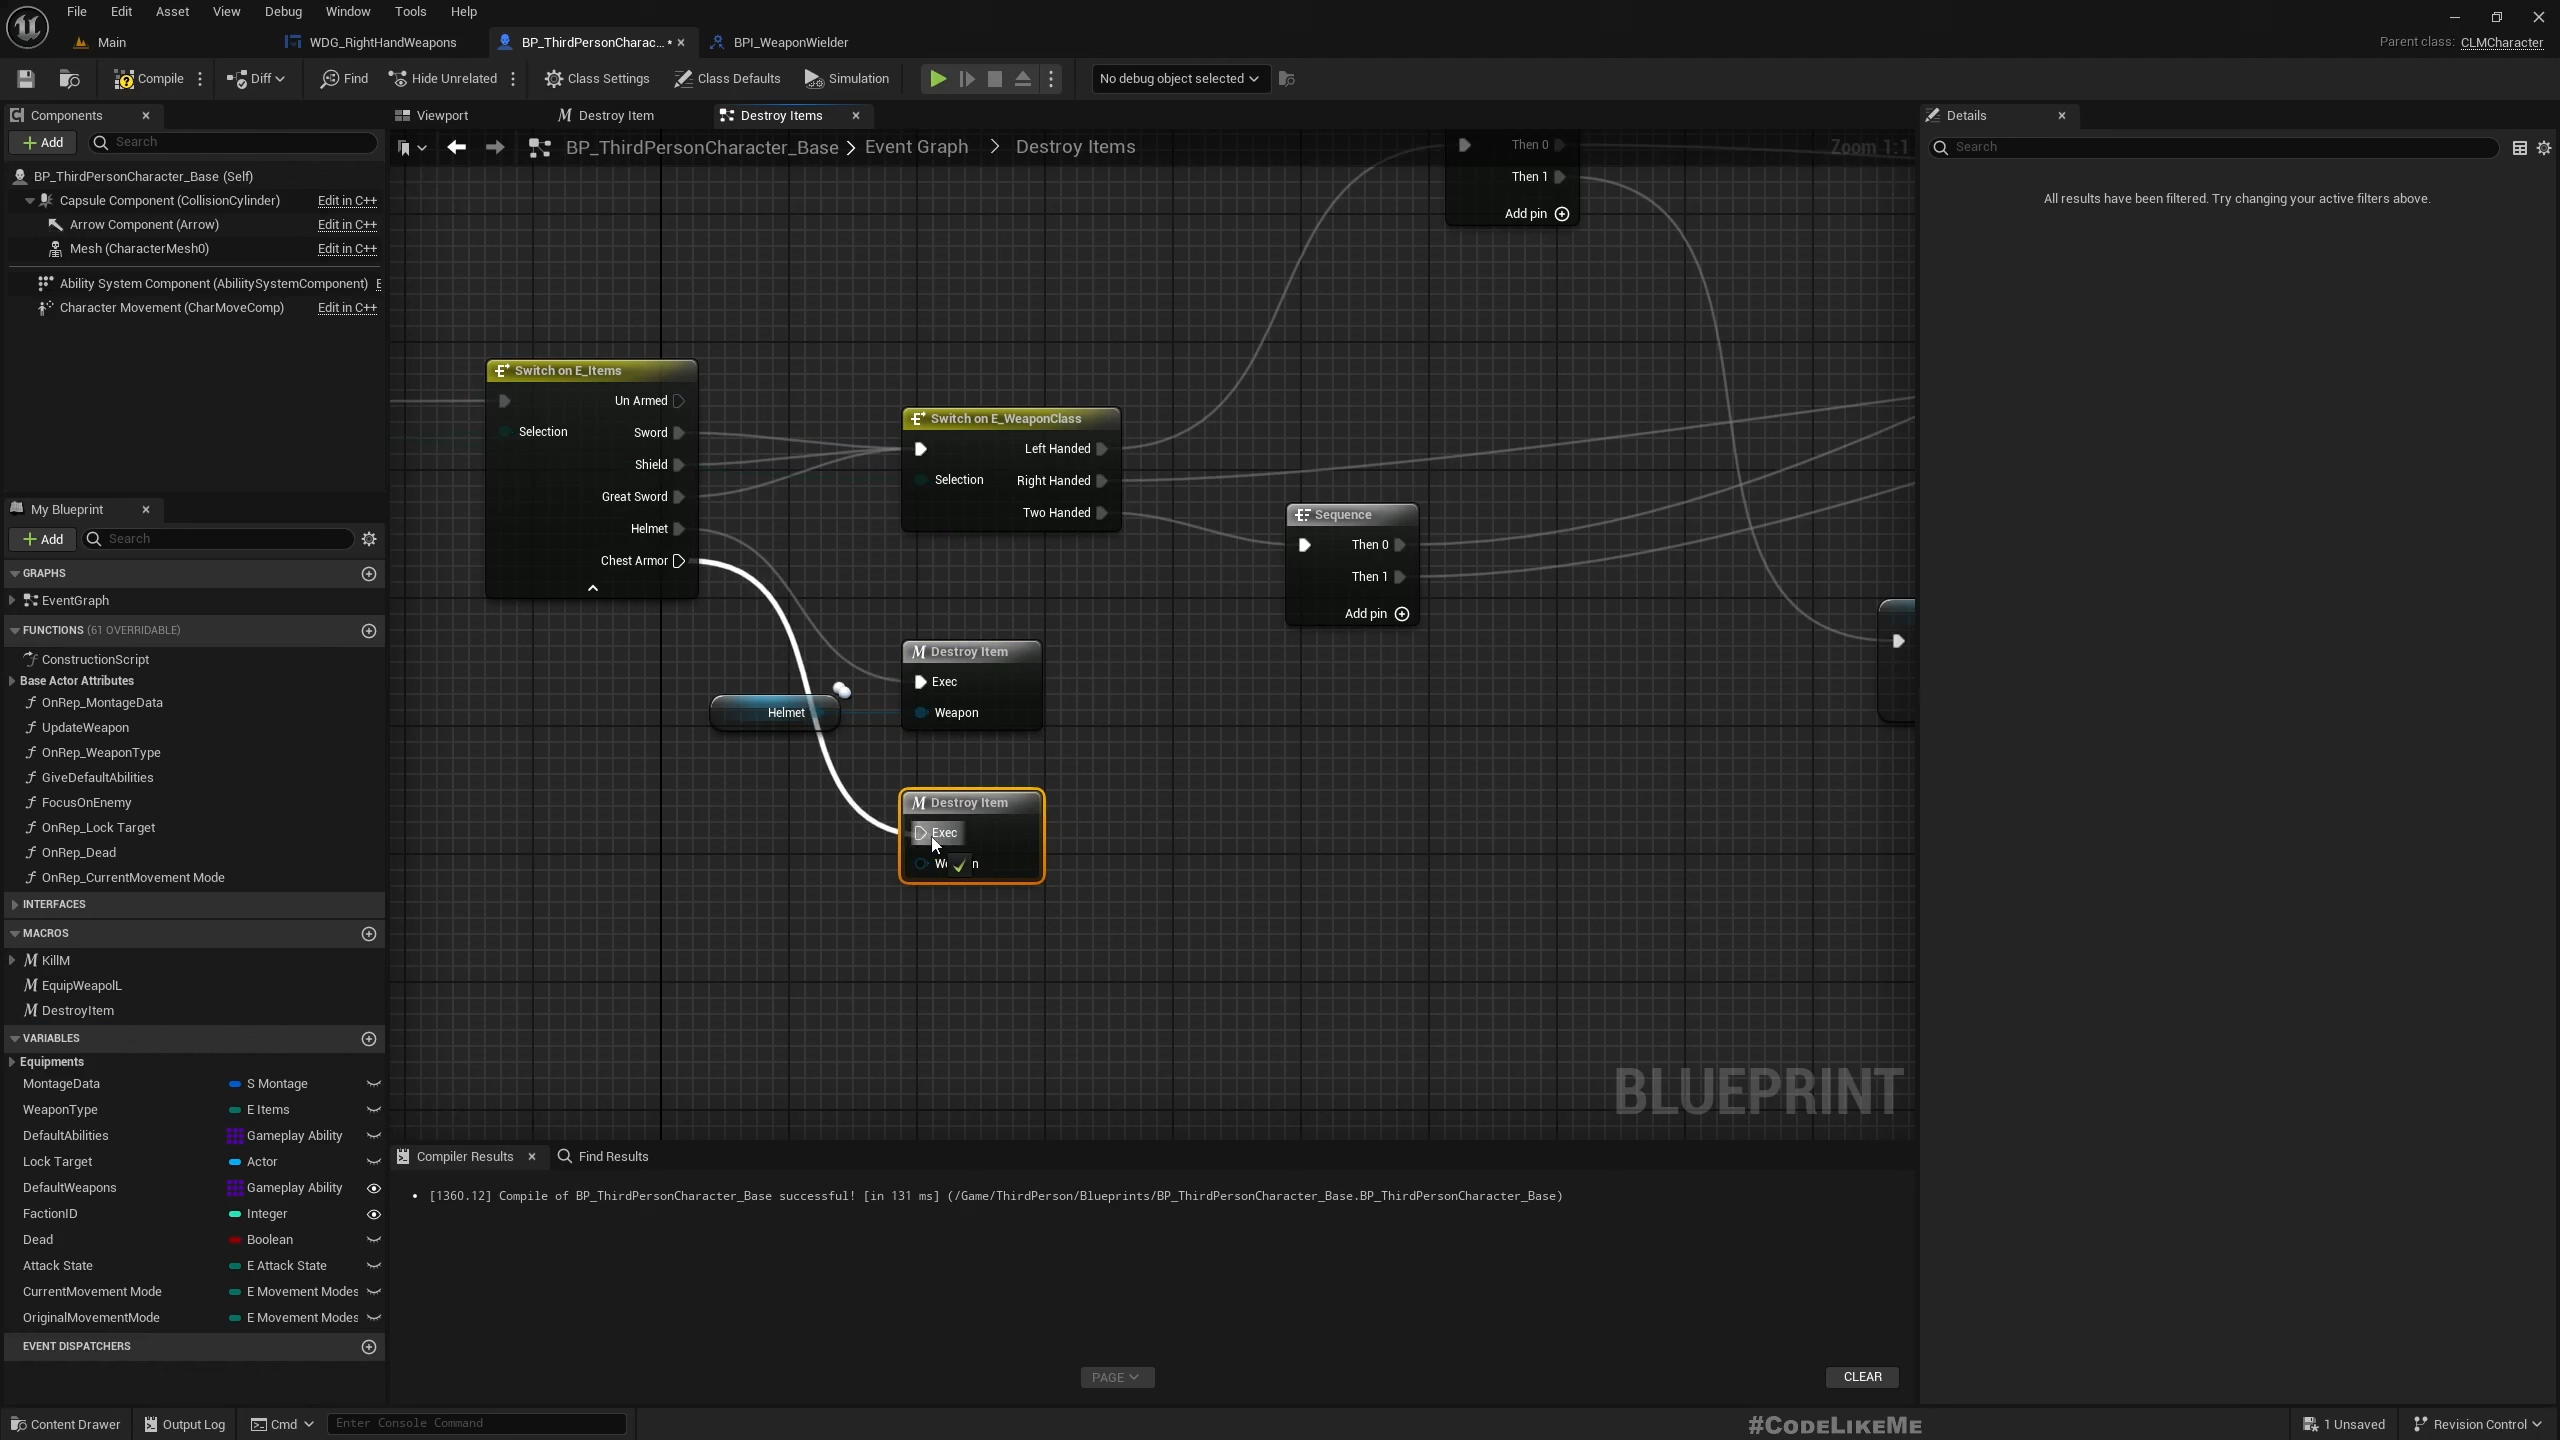 File Edit Asset View Debug Window Tools Help
Main WDG_RightHandWeapons BP_ThirdPersonCharac... • BPI_WeaponWielder Parent class: CLMCharacter
Compile Diff Find Hide Unrelated Class Settings Class Defaults Simulation No debug object selected
Components Viewport Destroy Item Destroy Items Details
Add Search BP_ThirdPersonCharacter_Base > Event Graph > Destroy Items Zoom 1:1 Search
BP_ThirdPersonCharacter_Base (Self)
Capsule Component (CollisionCylinder) Edit in C++
Arrow Component (Arrow) Edit in C++
Mesh (CharacterMesh0) Edit in C++
Ability System Component (AbiliitySystemComponent) E
Character Movement (CharMoveComp) Edit in C++
All results have been filtered. Try changing your active filters above.
Then 0
Then 1
Add pin
Switch on E_Items
Un Armed
Selection Sword
Shield
Great Sword
Helmet
Chest Armor
Switch on E_WeaponClass
Left Handed
Selection Right Handed
Two Handed
Sequence
Then 0
Then 1
Add pin
Destroy Item
Exec
Helmet Weapon
Destroy Item
Exec
BLUEPRINT
My Blueprint
Add Search
GRAPHS
EventGraph
FUNCTIONS (61 OVERRIDABLE)
ConstructionScript
Base Actor Attributes
OnRep_MontageData
UpdateWeapon
OnRep_WeaponType
GiveDefaultAbilities
FocusOnEnemy
OnRep_Lock Target
OnRep_Dead
OnRep_CurrentMovement Mode
INTERFACES
MACROS
KillM
EquipWeapolL
DestroyItem
VARIABLES
Equipments
MontageData S Montage
WeaponType E Items
DefaultAbilities Gameplay Ability
Lock Target Actor
DefaultWeapons Gameplay Ability
FactionID Integer
Dead Boolean
Attack State E Attack State
CurrentMovement Mode E Movement Modes
OriginalMovementMode E Movement Modes
EVENT DISPATCHERS
Compiler Results Find Results
• [1360.12] Compile of BP_ThirdPersonCharacter_Base successful! [in 131 ms] (/Game/ThirdPerson/Blueprints/BP_ThirdPersonCharacter_Base.BP_ThirdPersonCharacter_Base)
PAGE CLEAR
Content Drawer Output Log Cmd Enter Console Command #CodeLikeMe 1 Unsaved Revision Control